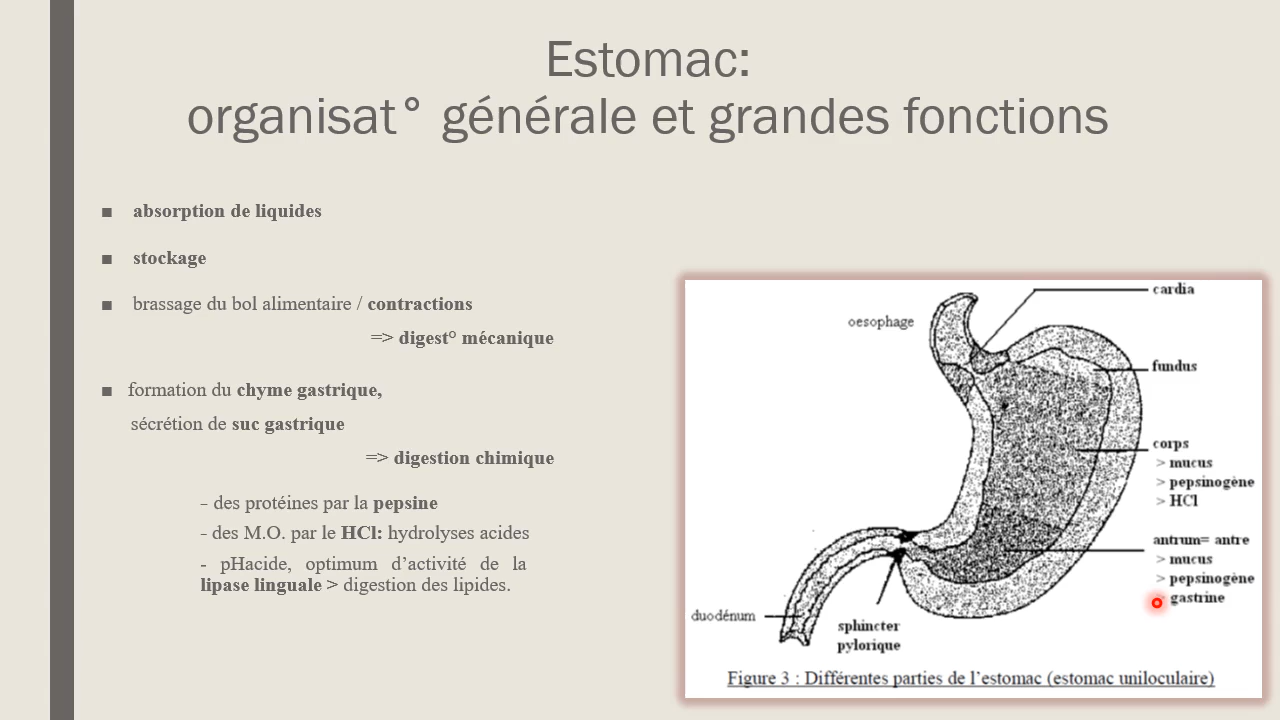 Estomac:
organisat° générale et grandes fonctions
■ absorption de liquides
■ stockage
■ brassage du bol alimentaire / contractions
=> digest° mécanique
■ formation du chyme gastrique,
sécrétion de suc gastrique
=> digestion chimique
- des protéines par la pepsine
- des M.O. par le HCl: hydrolyses acides
- pHacide, optimum d’activité de la
lipase linguale > digestion des lipides.
cardia
oesophage
fundus
corps
> mucus
> pepsinogène
> HCl
antrum= antre
> mucus
> pepsinogène
gastrine
duodénum
sphincter
pylorique
Figure 3 : Différentes parties de l’estomac (estomac uniloculaire)